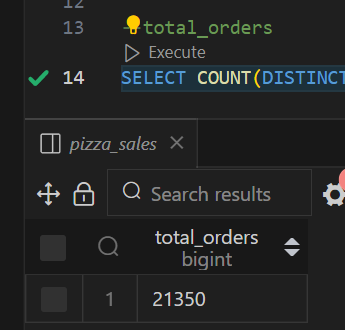 12
13 --total_orders
Execute
14 SELECT COUNT(DISTINCT
pizza_sales
Search results
total_orders
bigint
1 21350